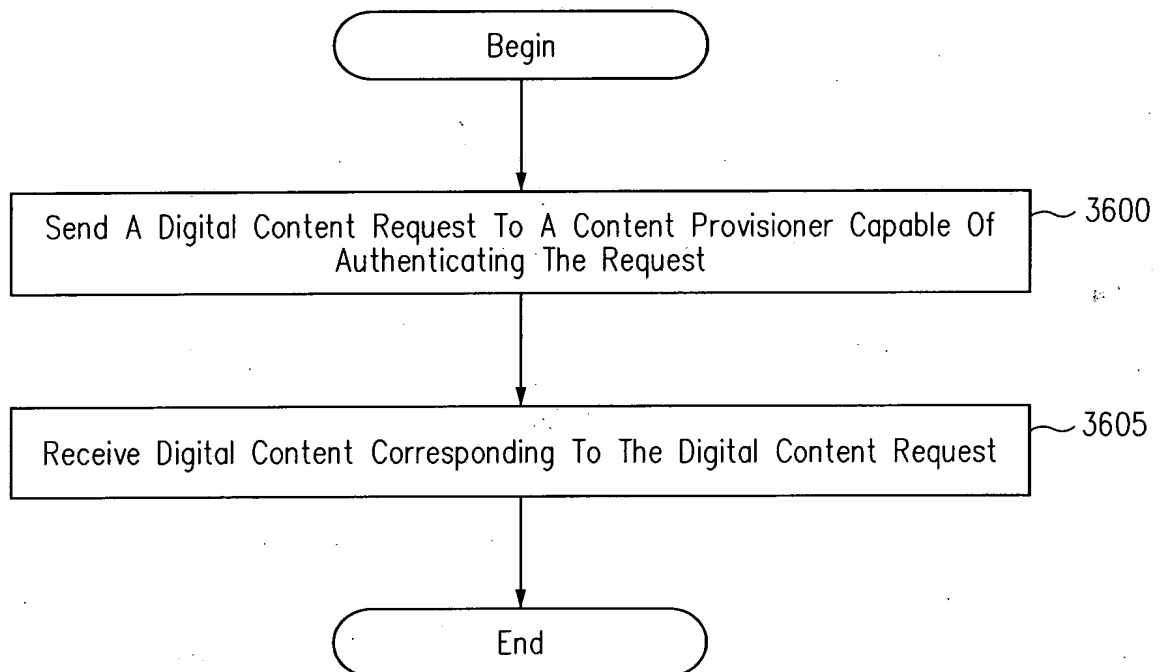 Begin
Send A Digital Content Request To A Content Provisioner Capable Of
Authenticating The Request
3600
Receive Digital Content Corresponding To The Digital Content Request
3605
End